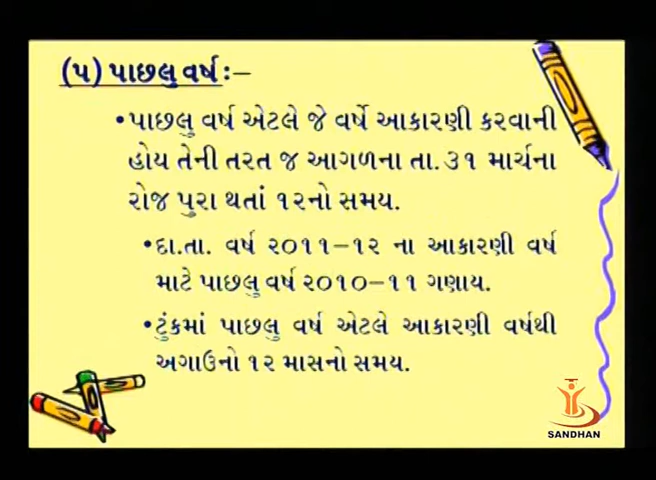 (૫) પાછલુ વર્ષ :–
•પાછલુ વર્ષ એટલે જે વર્ષે આકારણી કરવાની
હોય તેની તરત જ આગળના તા. ૩૧ માર્ચના
રોજ પુરા થતાં ૧૨નો સમય.
•દા.તા. વર્ષ ૨૦૧૧–૧૨ ના આકારણી વર્ષ
માટે પાછલુ વર્ષ ૨૦૧૦–૧૧ ગણાય.
•ટુંકમાં પાછલુ વર્ષ એટલે આકારણી વર્ષથી
અગાઉનો ૧૨ માસનો સમય.
SANDHAN